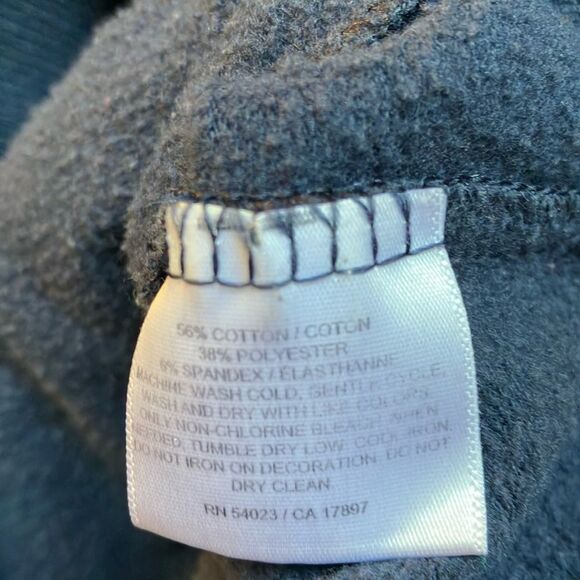 56% COTTON / COTON
38% POLYESTER
6% SPANDEX / ÉLASTHANNE
MACHINE WASH COLD, GENTLE CYCLE,
WASH AND DRY WITH LIKE COLORS.
ONLY NON-CHLORINE BLEACH, WHEN
NEEDED, TUMBLE DRY LOW. COOL IRON.
DO NOT IRON ON DECORATION. DO NOT
DRY CLEAN.
RN 54023 / CA 17897